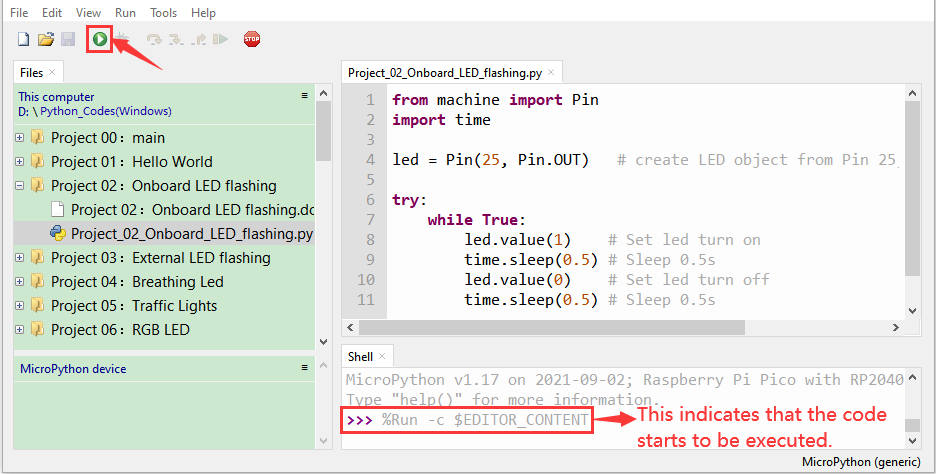 File Edit View Run Tools Help
STOP
Files
This computer
D: \ Python_Codes(Windows)
Project 00：main
Project 01：Hello World
Project 02：Onboard LED flashing
Project 02：Onboard LED flashing.do
Project_02_Onboard_LED_flashing.py
Project 03：External LED flashing
Project 04：Breathing Led
Project 05：Traffic Lights
Project 06：RGB LED
MicroPython device
Project_02_Onboard_LED_flashing.py
1 from machine import Pin
2 import time
3
4 led = Pin(25, Pin.OUT)   # create LED object from Pin 25,
5
6 try:
7     while True:
8         led.value(1)    # Set led turn on
9         time.sleep(0.5) # Sleep 0.5s
10         led.value(0)    # Set led turn off
11         time.sleep(0.5) # Sleep 0.5s
Shell
MicroPython v1.17 on 2021-09-02; Raspberry Pi Pico with RP2040
Type "help()" for more information.
>>> %Run -c $EDITOR_CONTENT
This indicates that the code
starts to be executed.
MicroPython (generic)